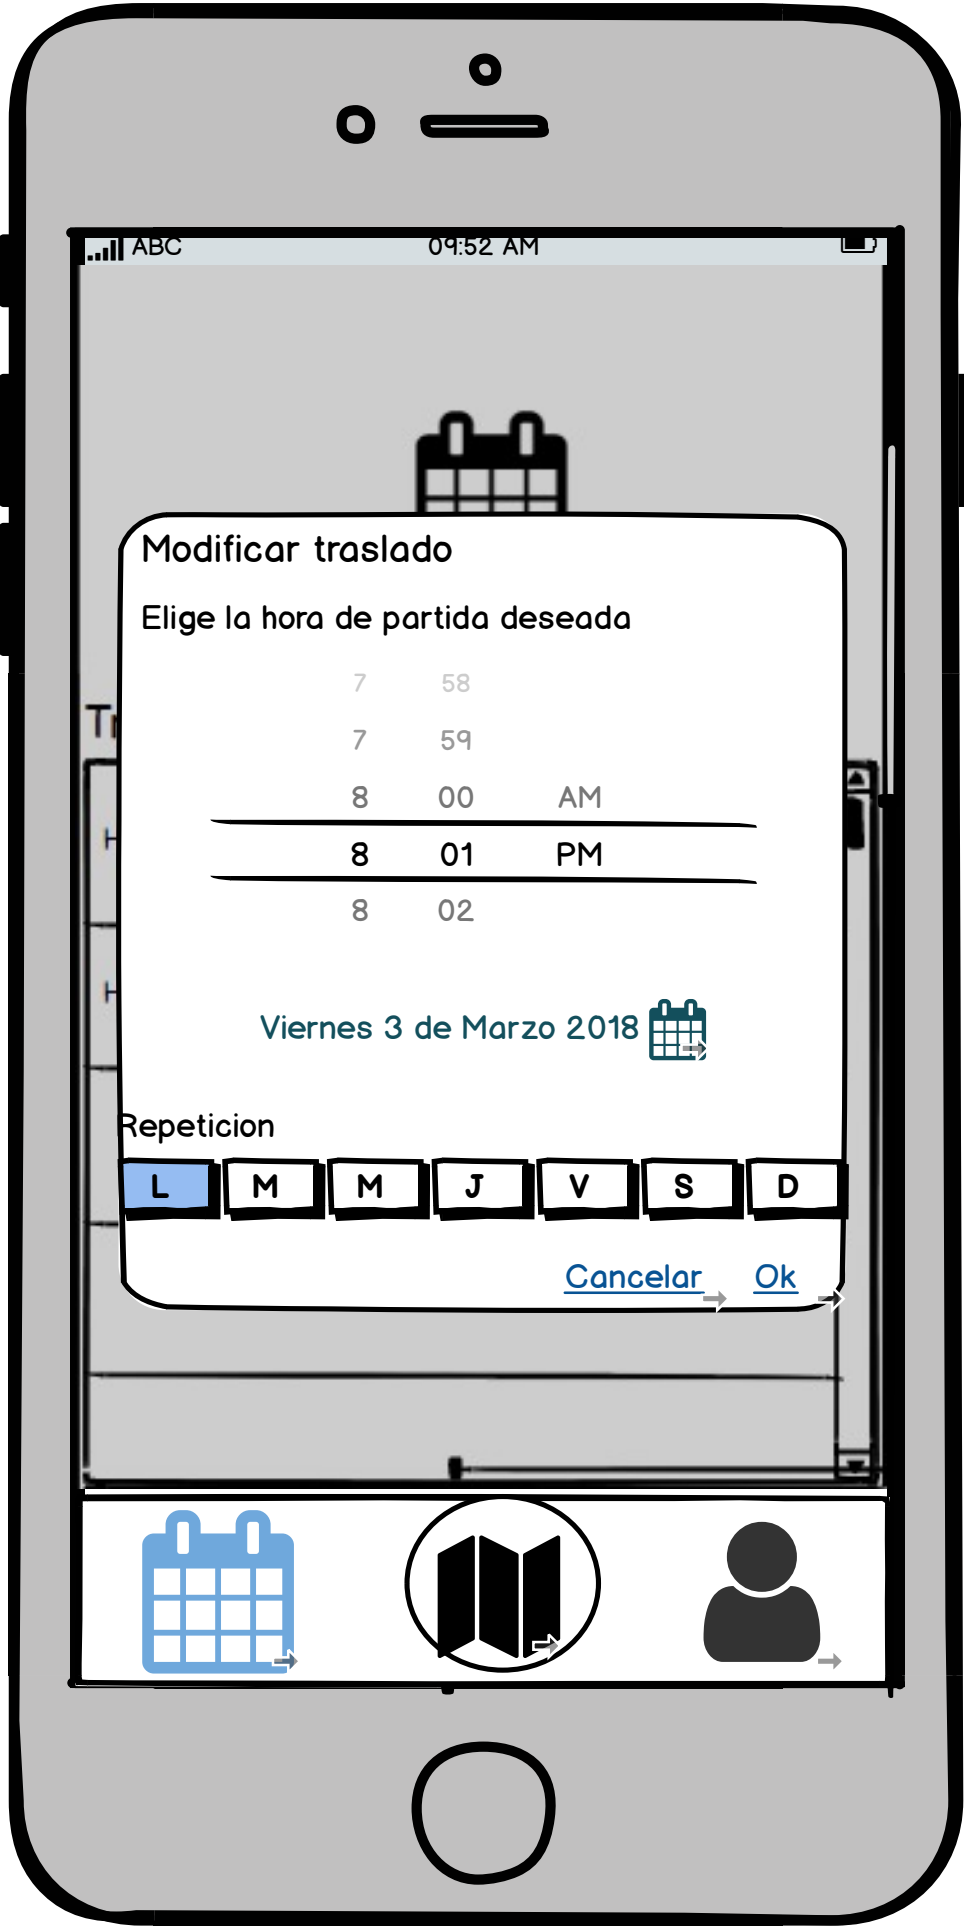 ABC 09:52 AM
Modificar traslado
Elige la hora de partida deseada
7 58
7 59
8 00 AM
8 01 PM
8 02
Viernes 3 de Marzo 2018
Repeticion
L M M J V S D
Cancelar Ok